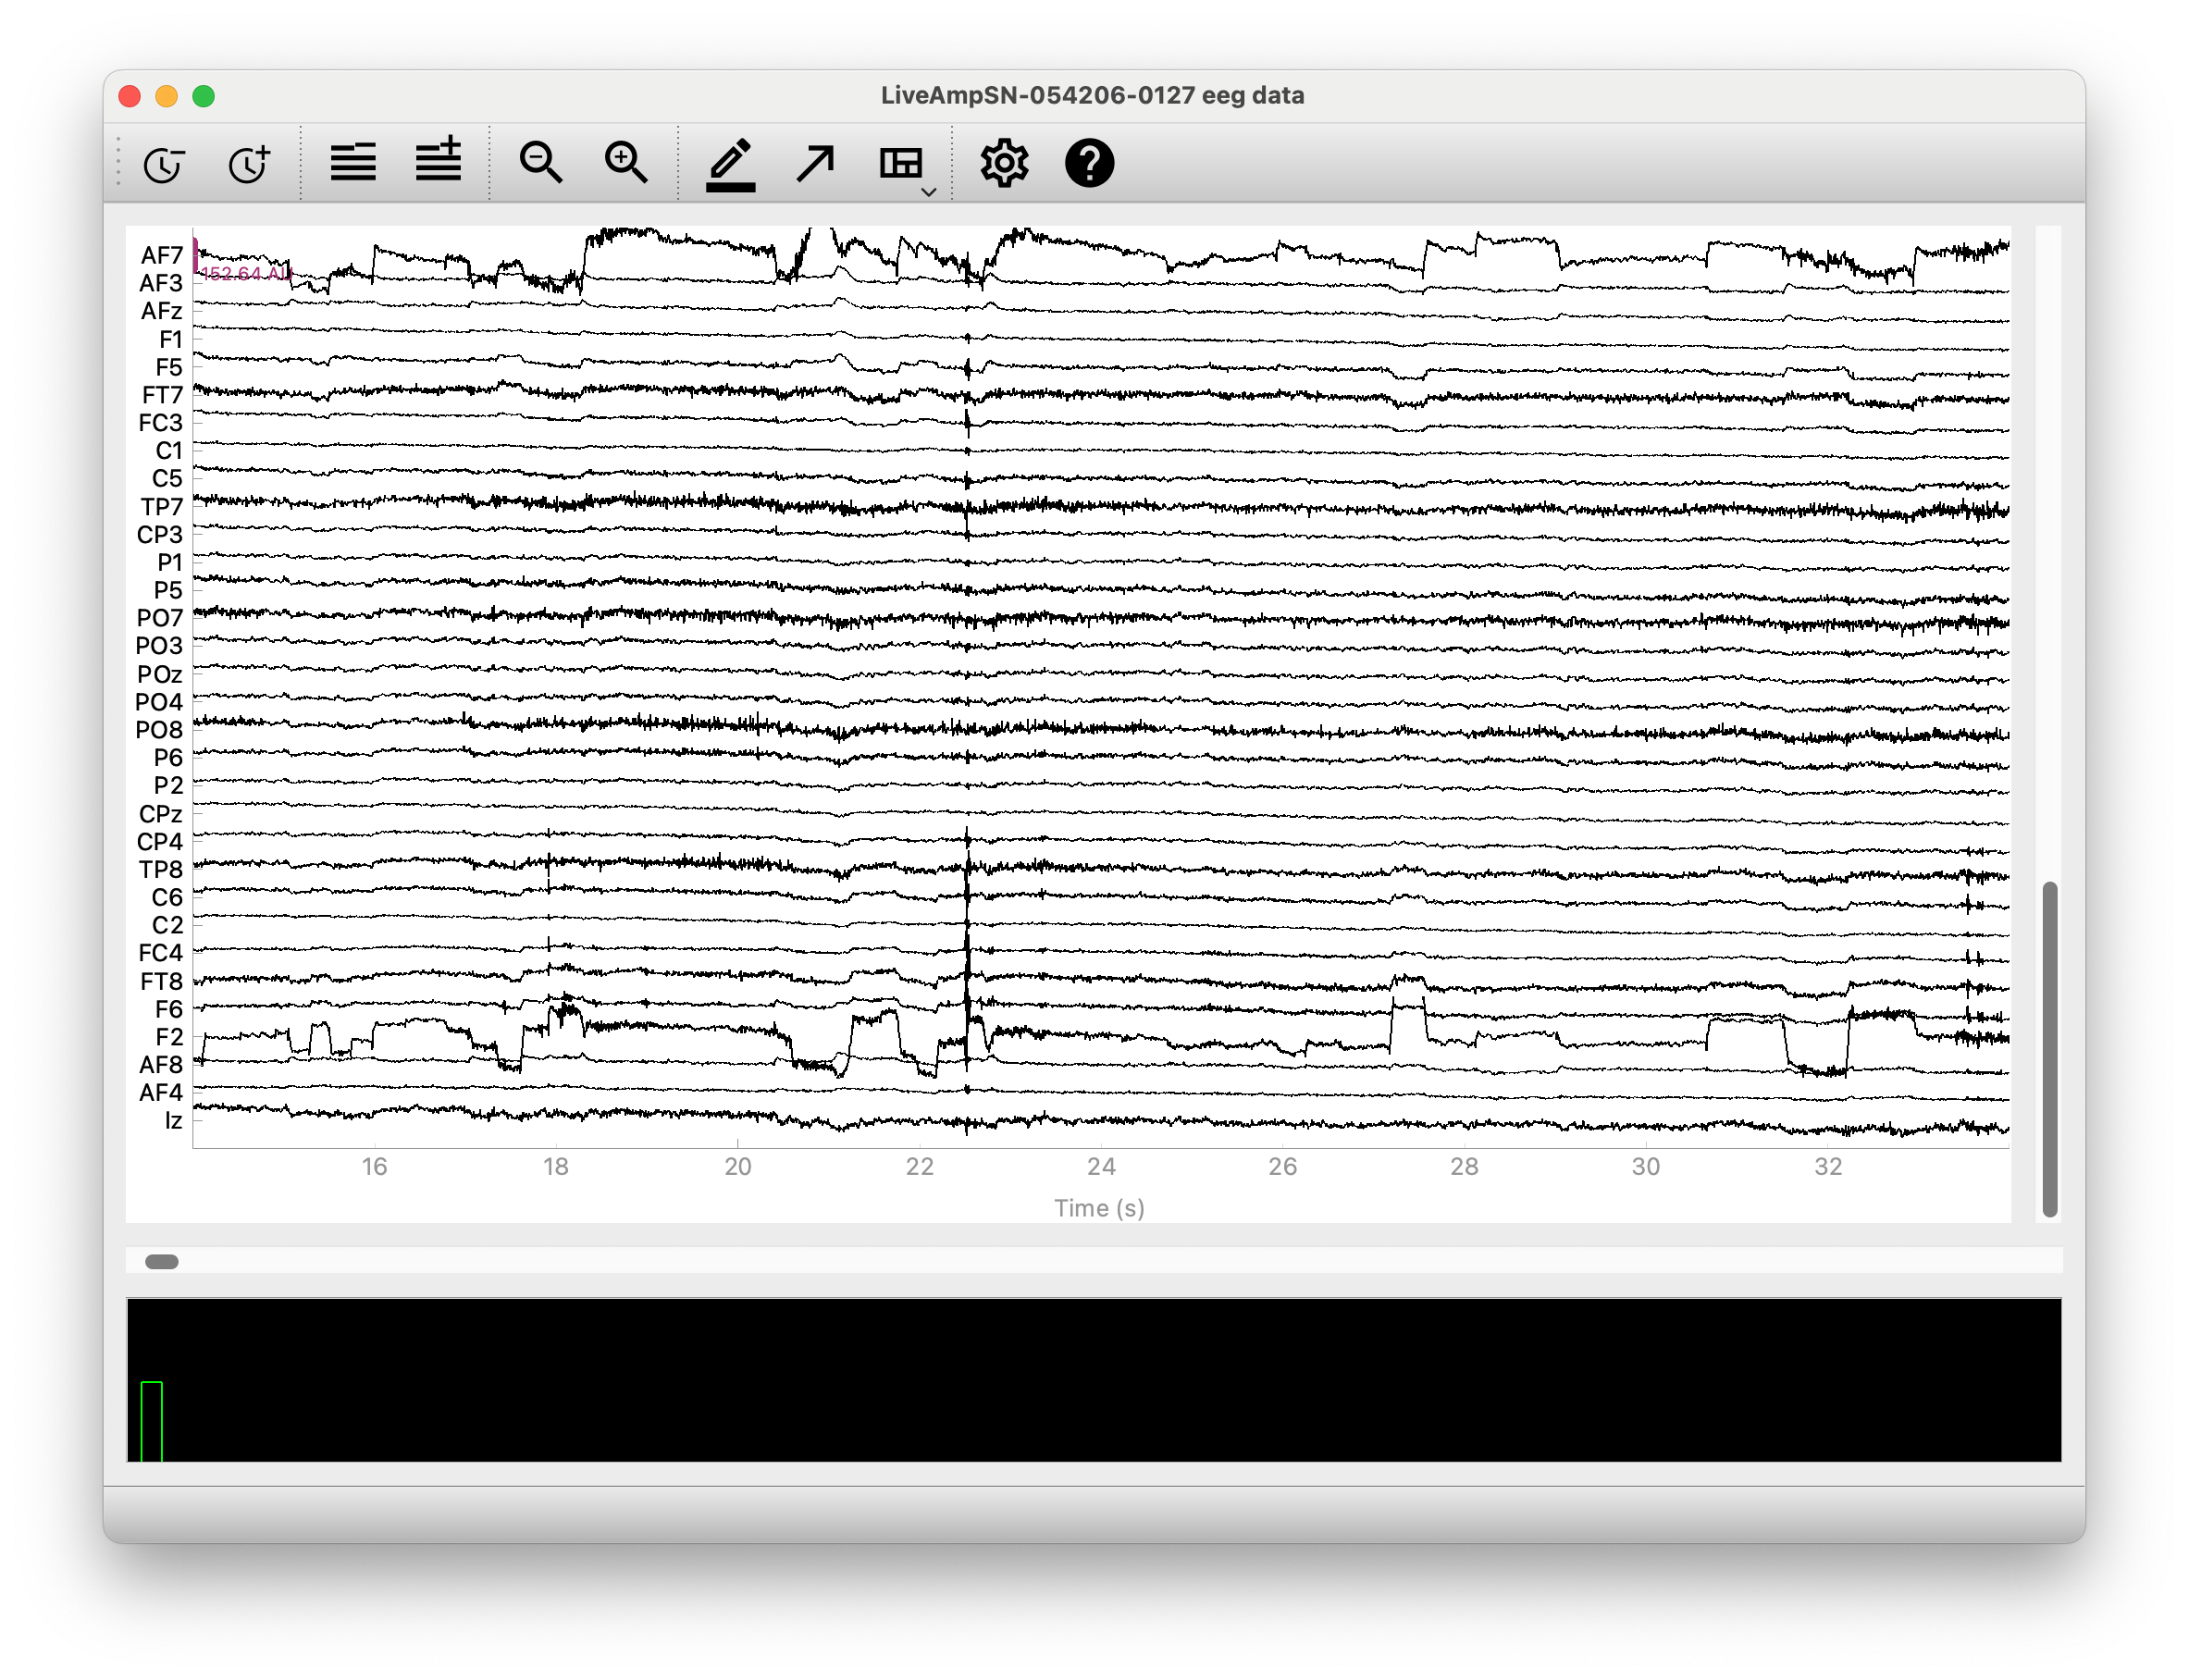 LiveAmpSN-054206-0127 eeg data
AF7
152.64 AU
AF3
AFz
F1
F5
FT7
FC3
C1
C5
TP7
CP3
P1
P5
PO7
PO3
POz
PO4
PO8
P6
P2
CPz
CP4
TP8
C6
C2
FC4
FT8
F6
F2
AF8
AF4
Iz
16 18 20 22 24 26 28 30 32
Time (s)